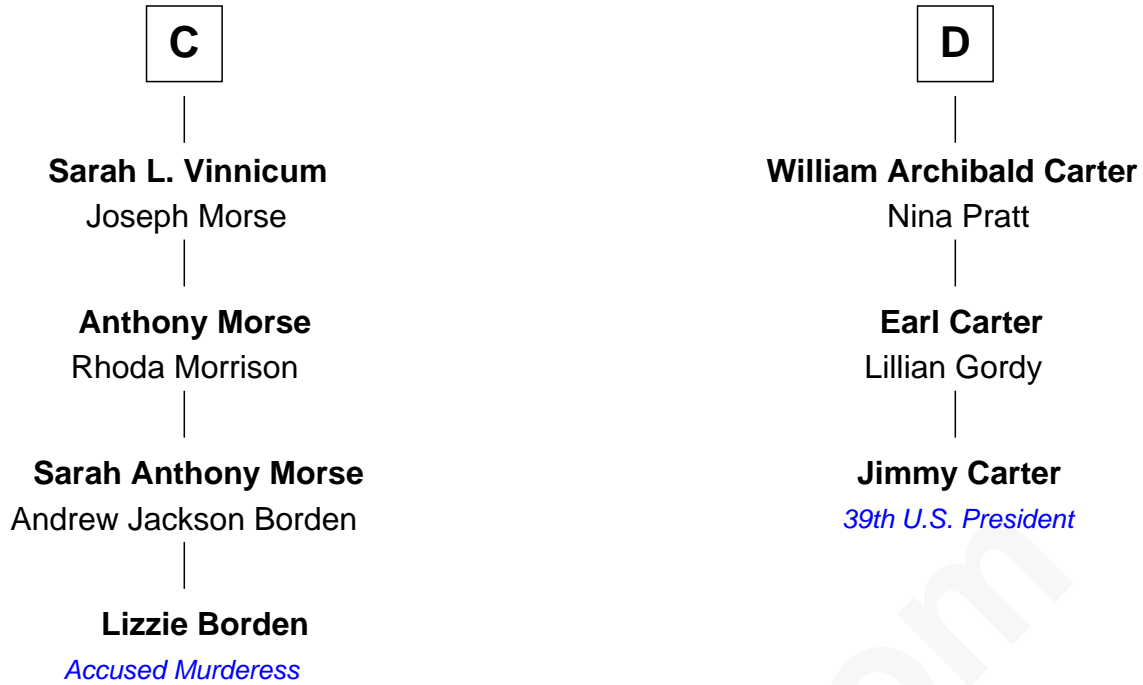 C
Sarah L. Vinnicum
Joseph Morse
Anthony Morse
Rhoda Morrison
Sarah Anthony Morse
Andrew Jackson Borden
Lizzie Borden
Accused Murderess
D
William Archibald Carter
Nina Pratt
Earl Carter
Lillian Gordy
Jimmy Carter
39th U.S. President
om